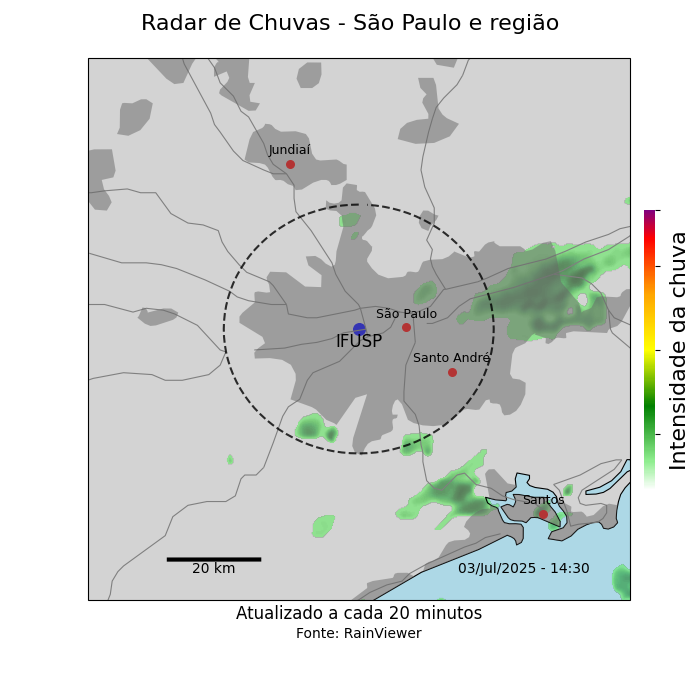 Radar de Chuvas - São Paulo e região
Jundiaí
São Paulo
IFUSP
Santo André
Santos
20 km
03/Jul/2025 - 14:30
Intensidade da chuva
Atualizado a cada 20 minutos
Fonte: RainViewer